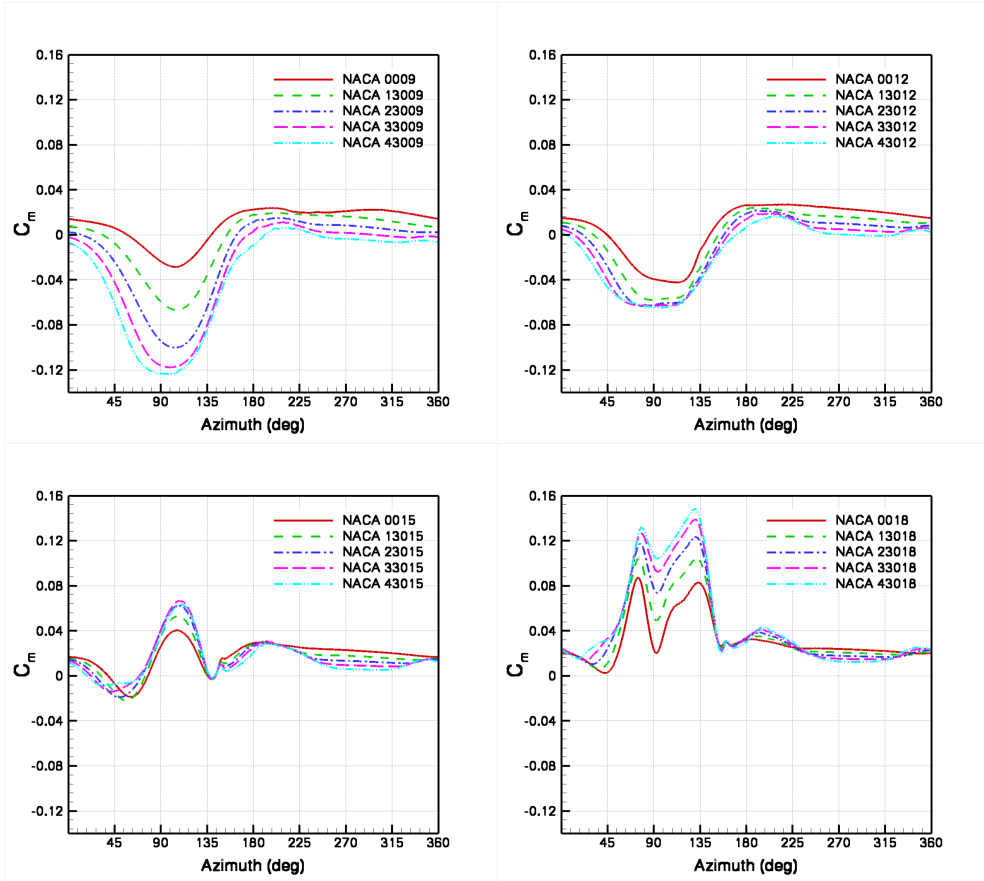 0.16
0.12
0.08
0.04
0
-0.04
-0.08
-0.12
C_m
NACA 0009
NACA 13009
NACA 23009
NACA 33009
NACA 43009
45 90 135 180 225 270 315 360
Azimuth (deg)
0.16
0.12
0.08
0.04
0
-0.04
-0.08
-0.12
C_m
NACA 0012
NACA 13012
NACA 23012
NACA 33012
NACA 43012
45 90 135 180 225 270 315 360
Azimuth (deg)
0.16
0.12
0.08
0.04
0
-0.04
-0.08
-0.12
C_m
NACA 0015
NACA 13015
NACA 23015
NACA 33015
NACA 43015
45 90 135 180 225 270 315 360
Azimuth (deg)
0.16
0.12
0.08
0.04
0
-0.04
-0.08
-0.12
C_m
NACA 0018
NACA 13018
NACA 23018
NACA 33018
NACA 43018
45 90 135 180 225 270 315 360
Azimuth (deg)